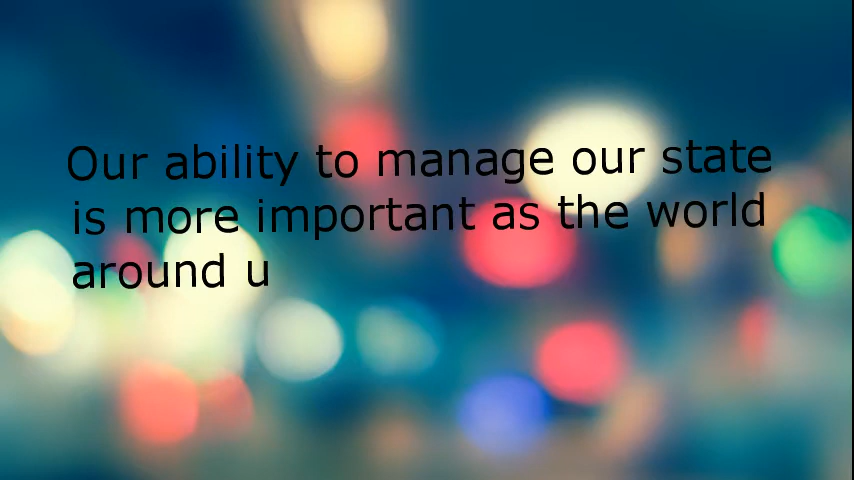 Our ability to manage our state
is more important as the world
around u